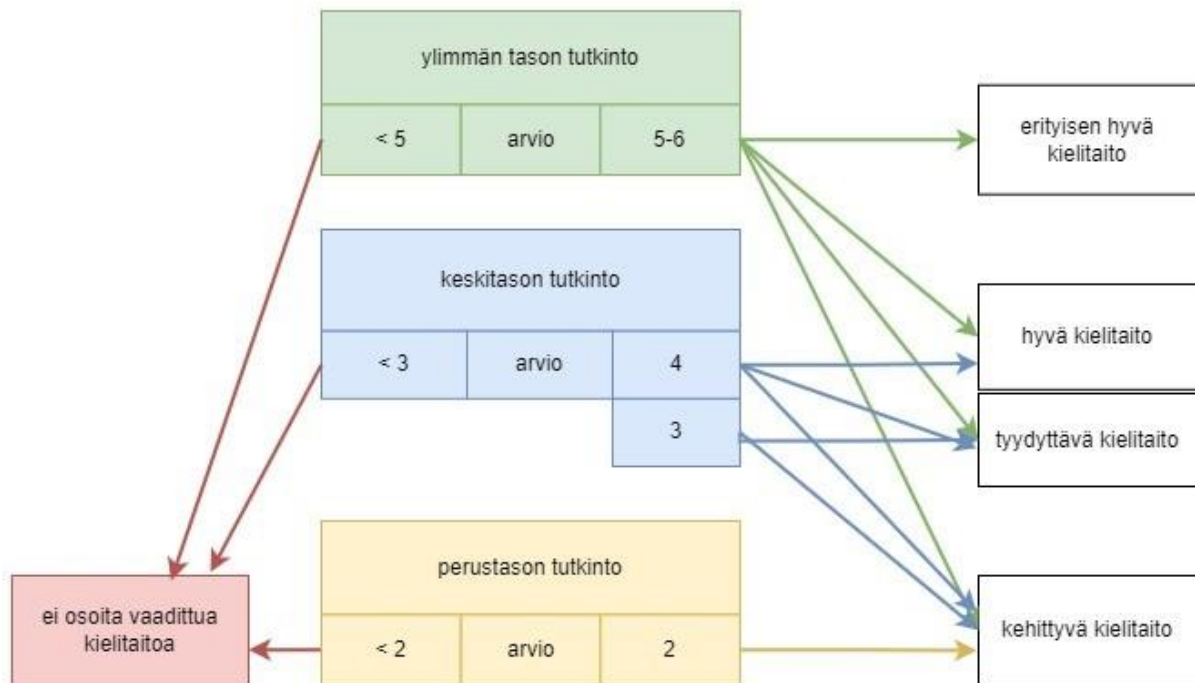 ylimmän tason tutkinto
< 5 arvio 5-6
erityisen hyvä
kielitaito
keskitason tutkinto
hyvä kielitaito
< 3 arvio 4
3
tyydyttävä kielitaito
perustason tutkinto
ei osoita vaadittua
kielitaitoa
kehittyvä kielitaito
< 2 arvio 2